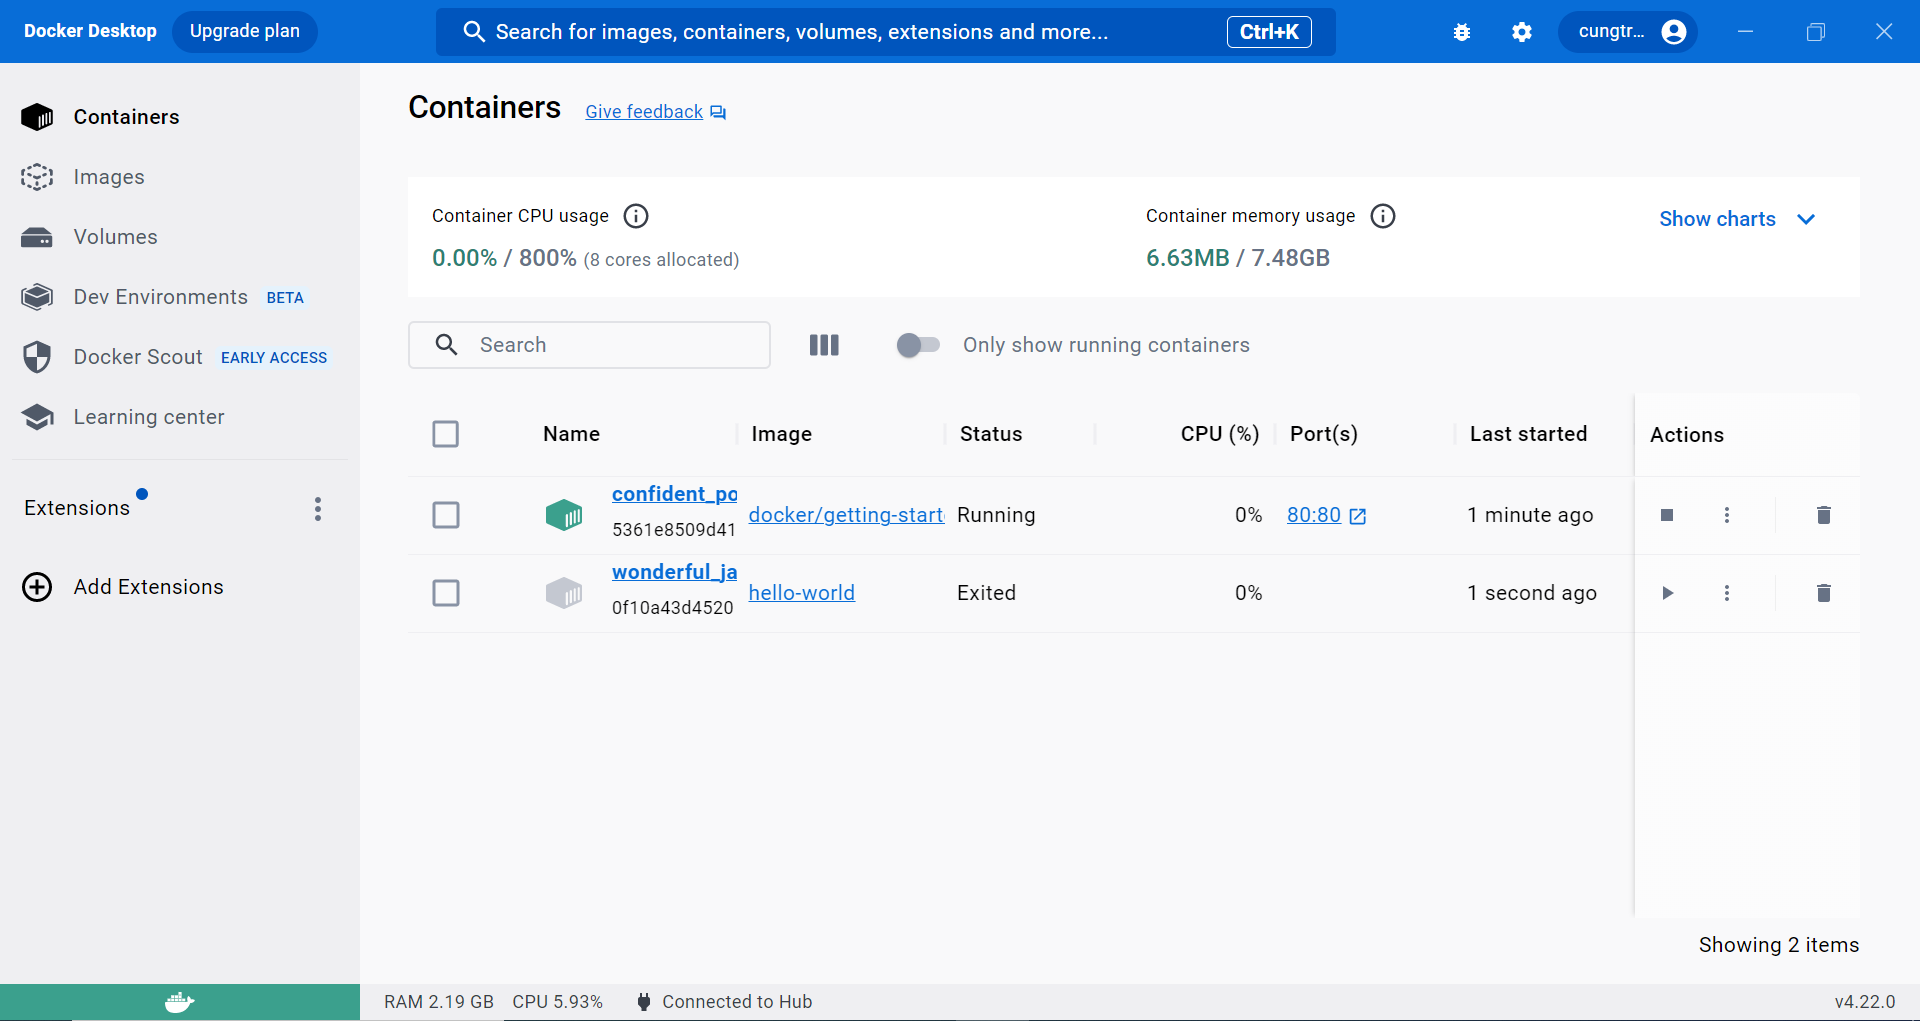 Docker Desktop
Upgrade plan
Search for images, containers, volumes, extensions and more...
Ctrl+K
cungtr...
Containers
Images
Volumes
Dev Environments BETA
Docker Scout EARLY ACCESS
Learning center
Extensions
Add Extensions
Containers
Give feedback
Container CPU usage
0.00% / 800% (8 cores allocated)
Container memory usage
6.63MB / 7.48GB
Show charts
Search
Only show running containers
Name Image Status CPU (%) Port(s) Last started Actions
confident_po
5361e8509d41
docker/getting-start
Running
0%
80:80
1 minute ago
wonderful_ja
0f10a43d4520
hello-world
Exited
0%
1 second ago
Showing 2 items
RAM 2.19 GB CPU 5.93% Connected to Hub
v4.22.0